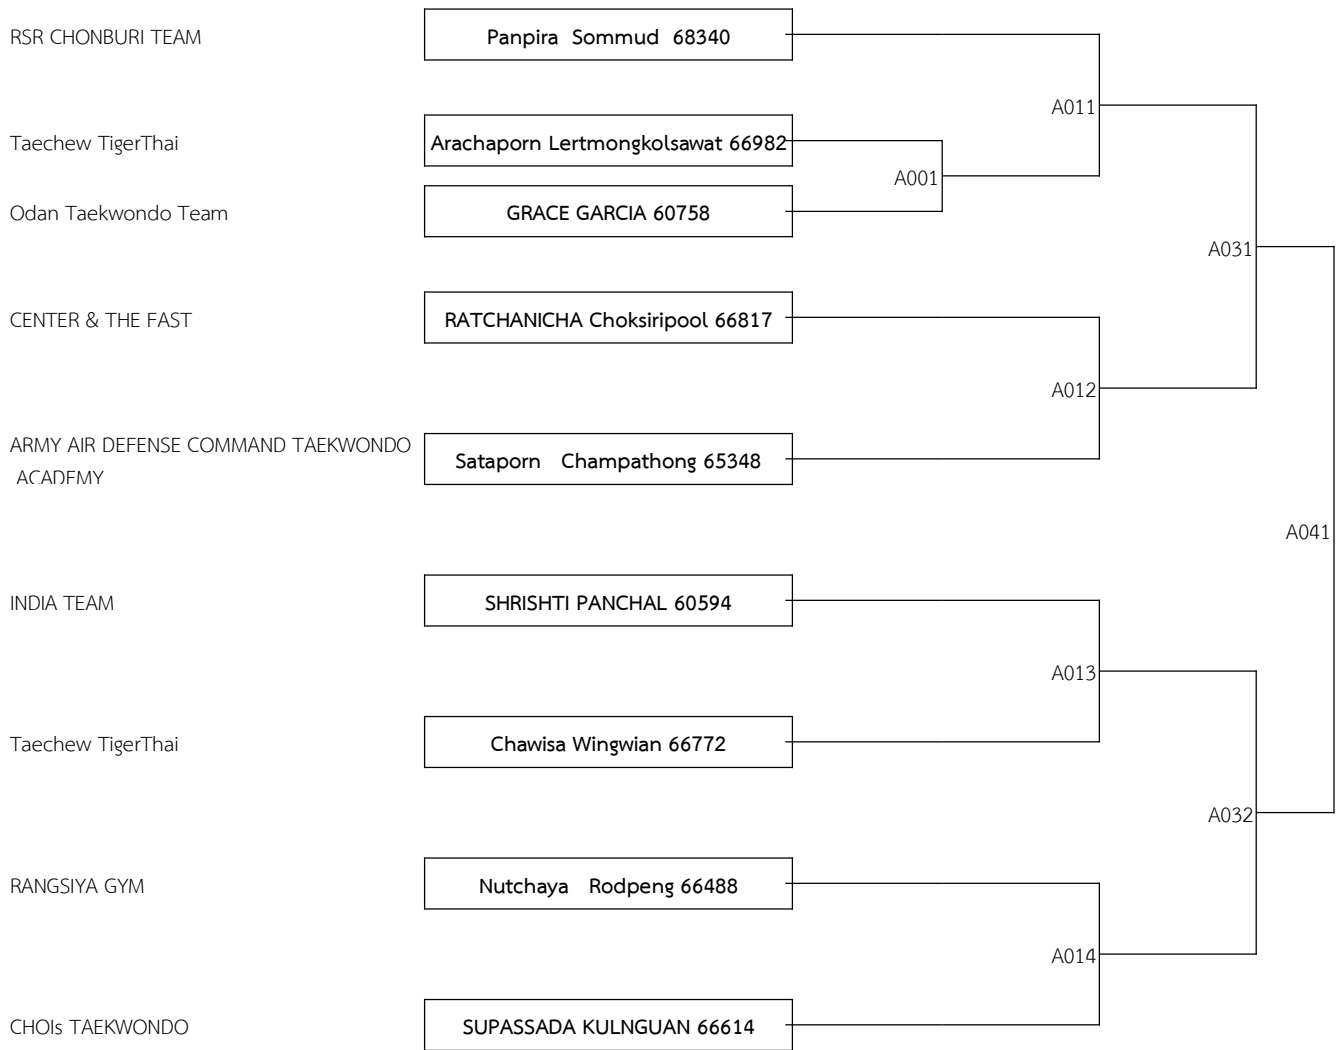 RSR CHONBURI TEAM
Panpira  Sommud  68340
A011
Taechew TigerThai
Arachaporn Lertmongkolsawat 66982
A001
Odan Taekwondo Team
GRACE GARCIA 60758
A031
CENTER & THE FAST
RATCHANICHA Choksiripool 66817
A012
ARMY AIR DEFENSE COMMAND TAEKWONDO
ACADEMY
Sataporn   Champathong 65348
A041
INDIA TEAM
SHRISHTI PANCHAL 60594
A013
Taechew TigerThai
Chawisa Wingwian 66772
A032
RANGSIYA GYM
Nutchaya   Rodpeng 66488
A014
CHOIs TAEKWONDO
SUPASSADA KULNGUAN 66614